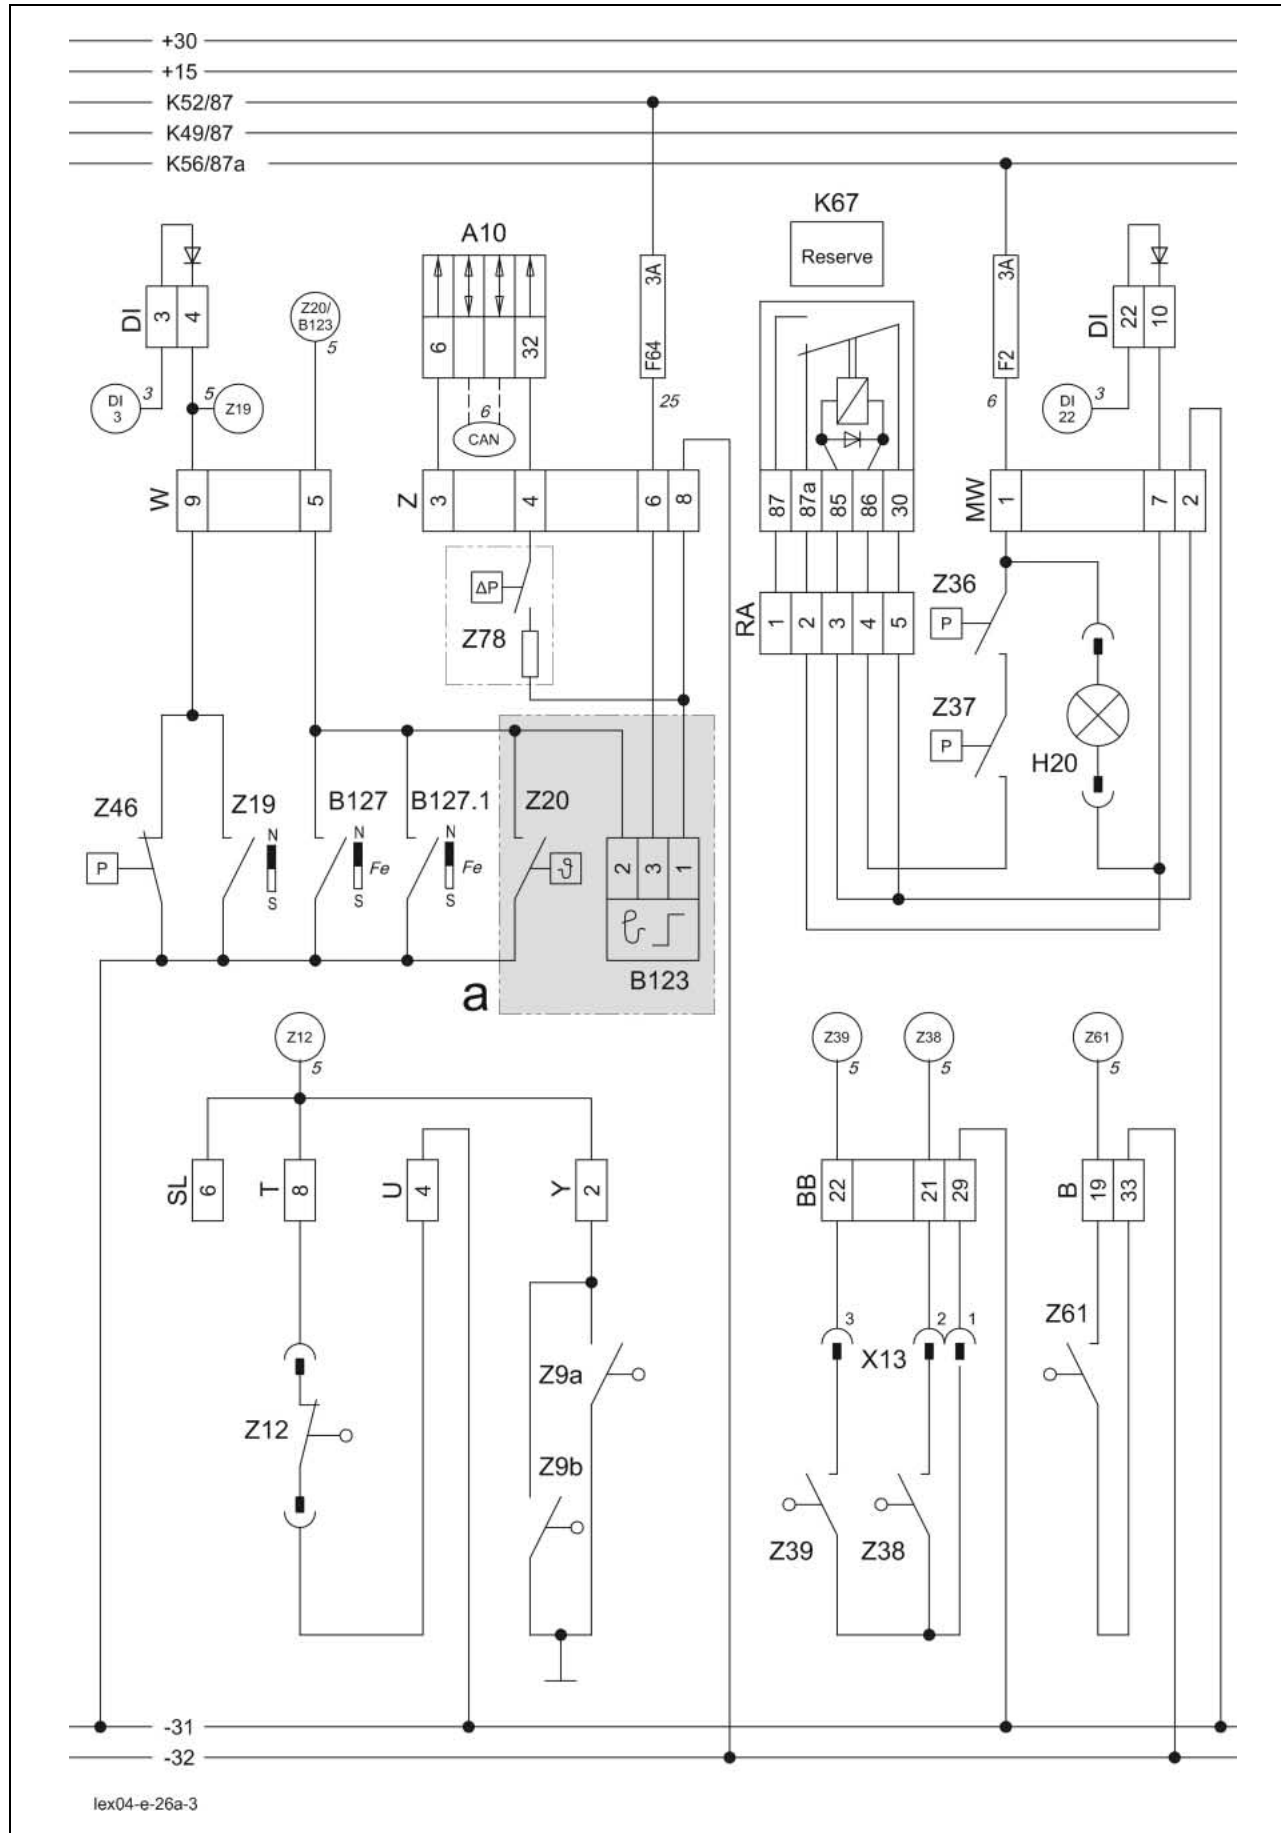 +30
+15
K52/87
K49/87
K56/87a
K67
Reserve
A10
DI
3
4
Z20/
B123
5
6
32
3A
F64
3A
F2
DI
22
10
DI
3
3
5
Z19
6
CAN
25
6
DI
22
3
W
9
5
Z
3
4
6
8
87
87a
85
86
30
MW
1
7
2
ΔP
Z78
RA
1
2
3
4
5
Z36
P
Z37
P
H20
Z46
P
Z19
N
S
B127
N
Fe
S
B127.1
N
Fe
S
Z20
ϑ
2
3
1
B123
a
Z12
5
Z39
5
Z38
5
Z61
5
SL
6
T
8
U
4
Y
2
BB
22
21
29
B
19
33
3
2
1
X13
Z61
Z9a
Z12
Z9b
Z39
Z38
-31
-32
lex04-e-26a-3